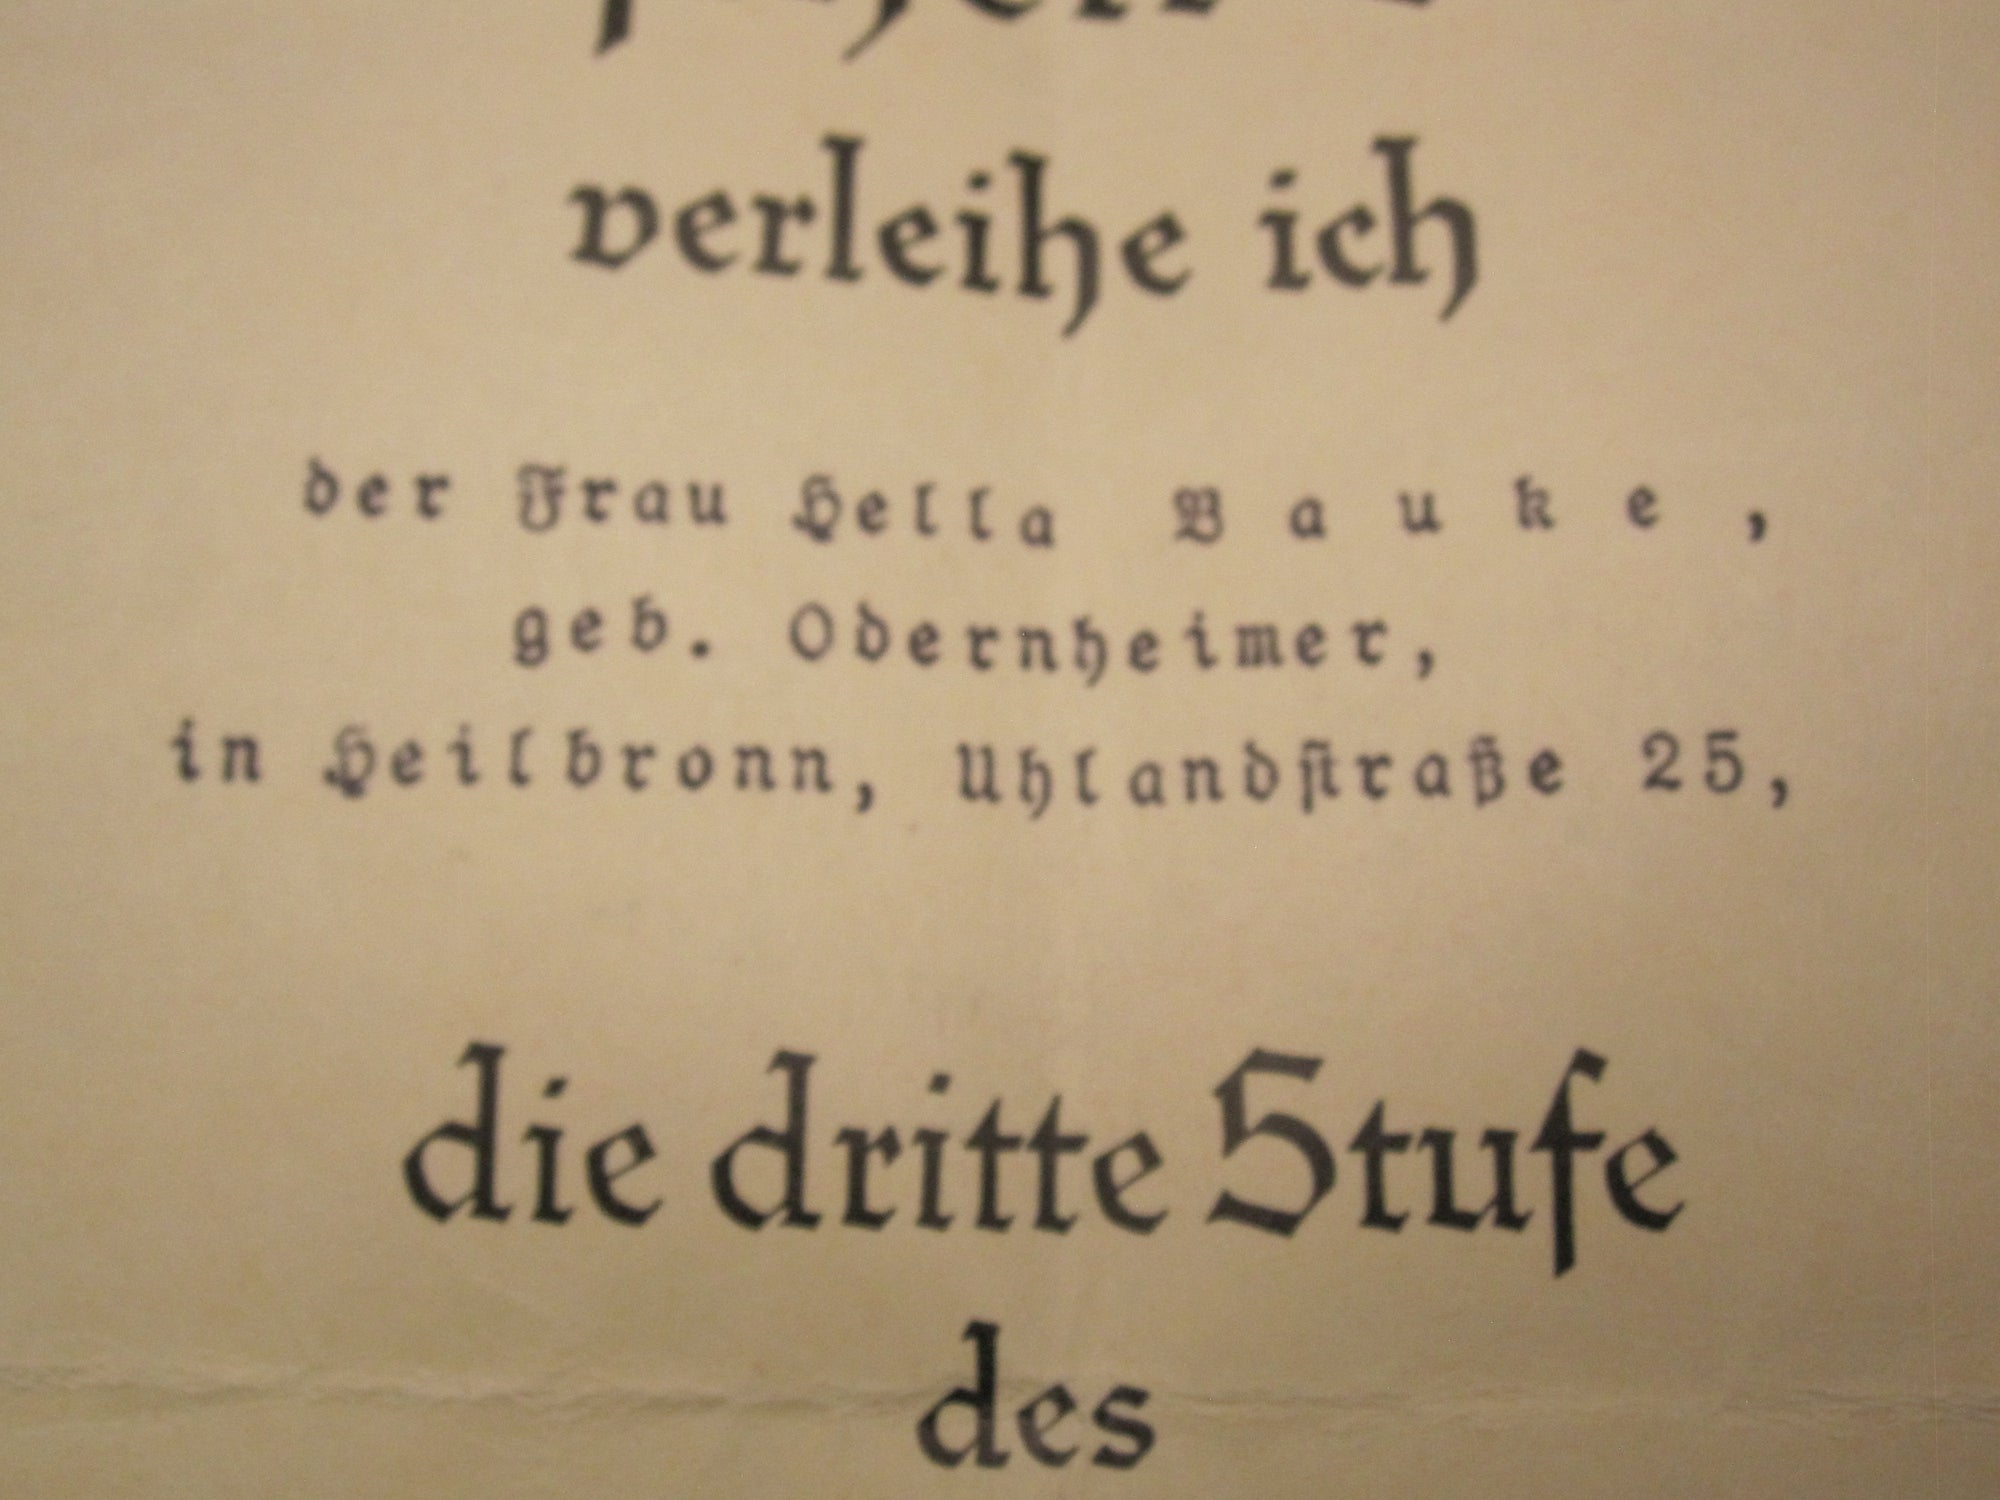 verleihe ich
der Frau Hella Bauke,
geb. Odernheimer,
in Heilbronn, Uhlandstraße 25,
die dritte Stufe
des